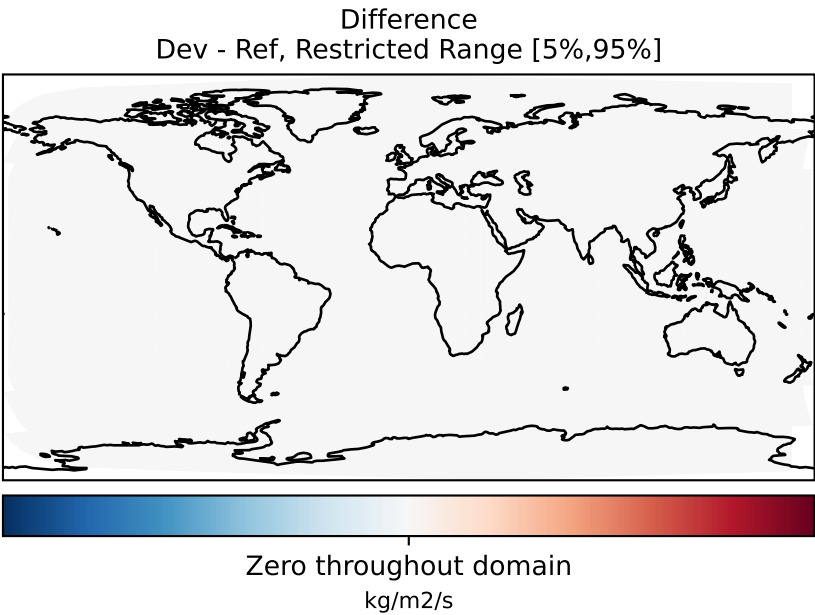 Difference
Dev - Ref, Restricted Range [5%,95%]
Zero throughout domain
kg/m2/s